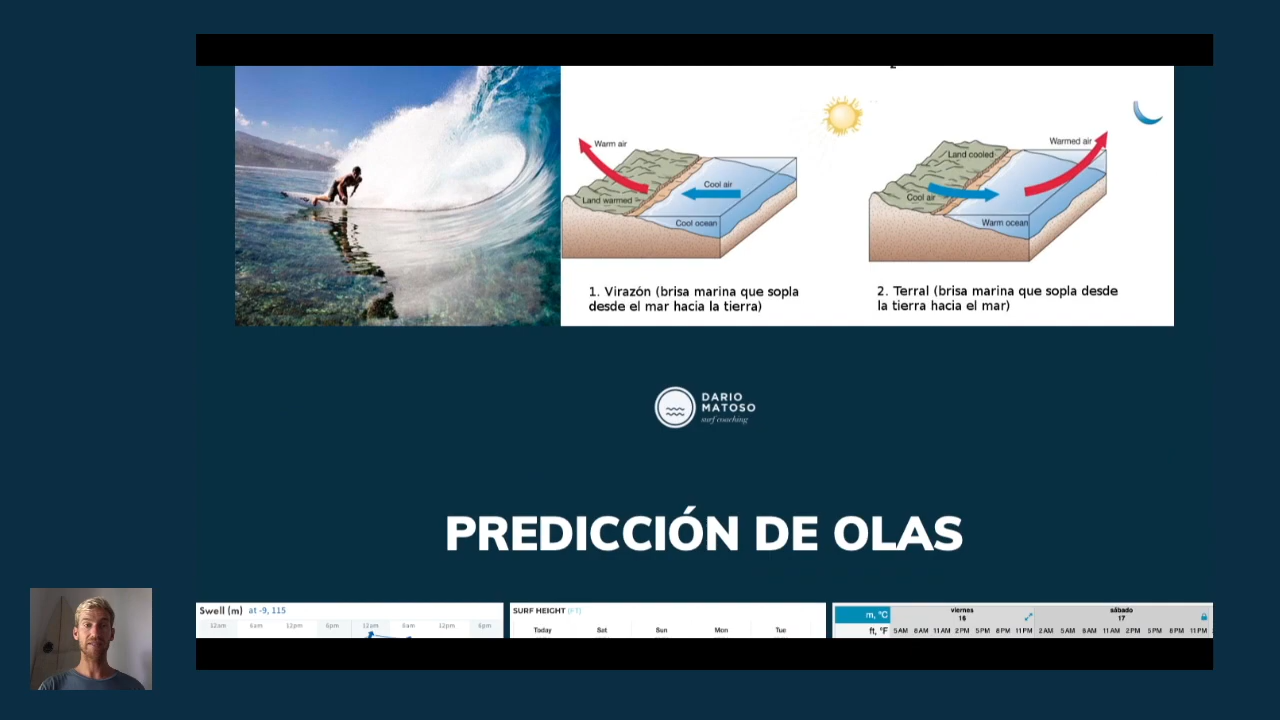 Warm air
Cool air
Land warmed
Cool ocean
Warmed air
Land cooled
Cool air
Warm ocean
1. Virazón (brisa marina que sopla
desde el mar hacia la tierra)
2. Terral (brisa marina que sopla desde
la tierra hacia el mar)
DARIO
MATOSO
surf coaching
PREDICCIÓN DE OLAS
Swell (m) at -9, 115
12am 6am 12pm 6pm 12am 6am 12pm 6pm
SURF HEIGHT (FT)
Today Sat Sun Mon Tue
m, °C
ft, °F
viernes
16
sábado
17
5AM 8AM 11AM 2PM 5PM 8PM 11PM 2AM 5AM 8AM 11AM 2PM 5PM 8PM 11PM